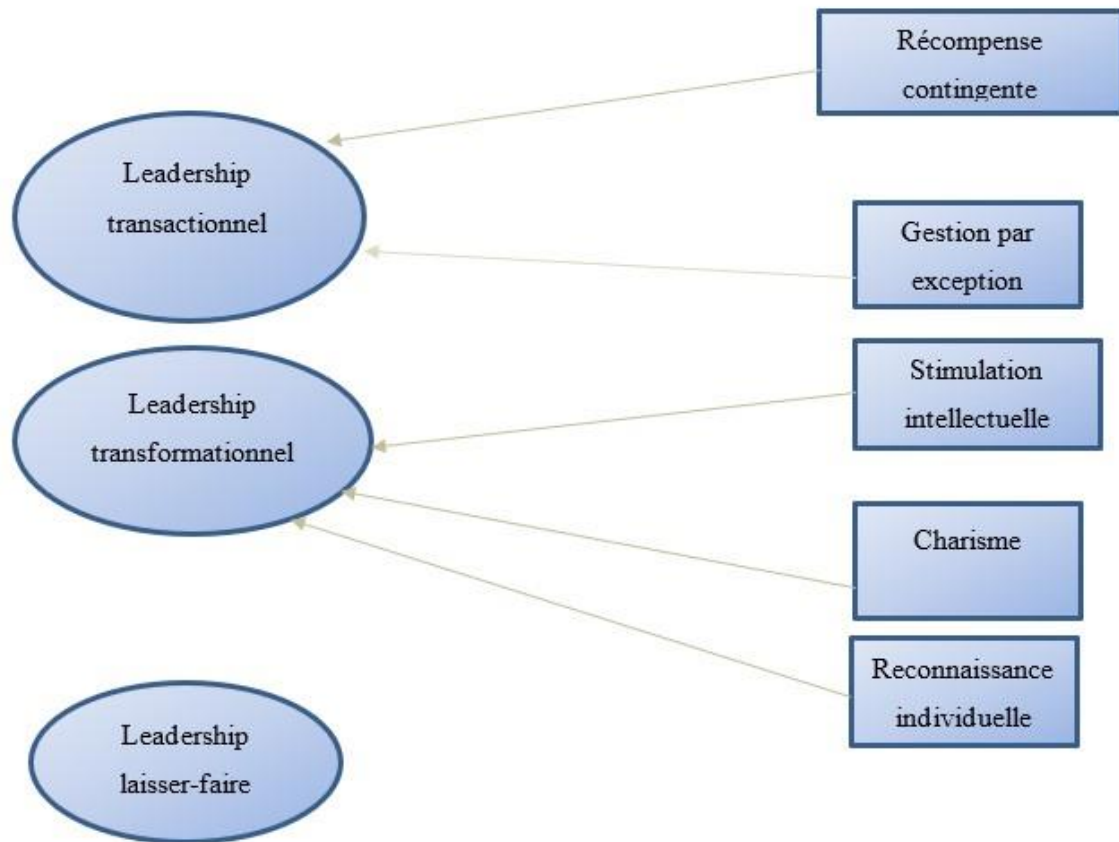 Récompense
contingente
Leadership
transactionnel
Gestion par
exception
Stimulation
intellectuelle
Leadership
transformationnel
Charisme
Reconnaissance
individuelle
Leadership
laisser-faire